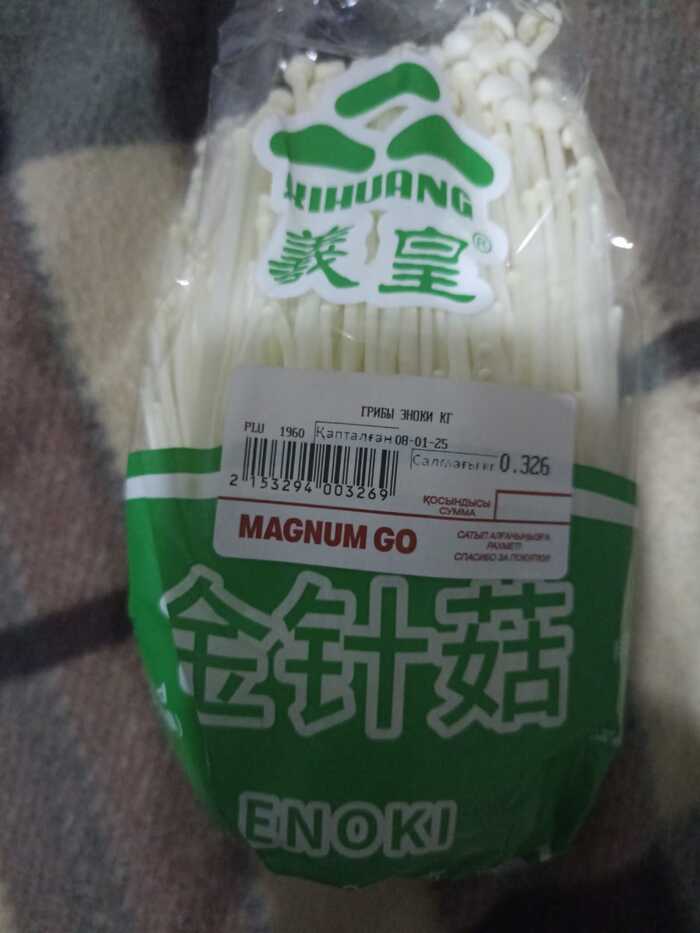 XIHUANG
羲皇®
ГРИБЫ ЭНОКИ КГ
PLU 1960 Қапталған 08-01-25
Салмағы кг 0.326
2 153294 003269
ҚОСЫНДЫСЫ
СУММА
MAGNUM GO
САТЫП АЛҒАНЫҢЫЗҒА
РАХМЕТ!
СПАСИБО ЗА ПОКУПКУ!
金针菇
ENOKI